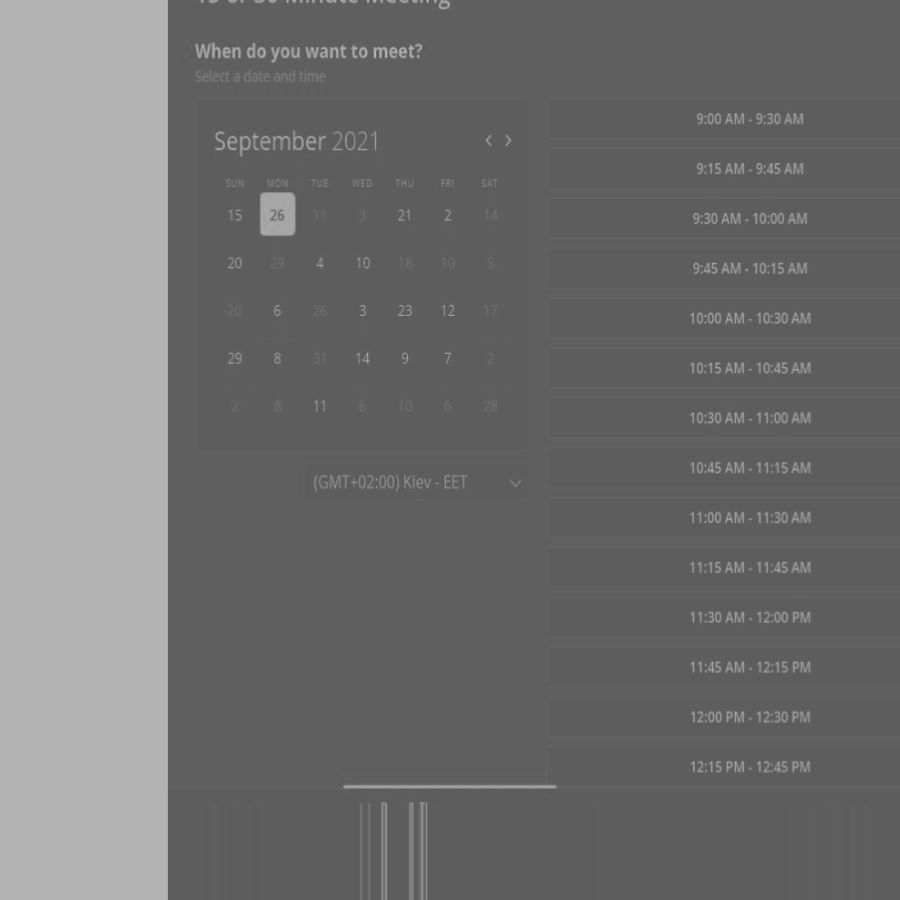 15 or 30 Minute Meeting
When do you want to meet?
Select a date and time
September 2021
SUN MON TUE WED THU FRI SAT
15 26 11 3 21 2 14
20 29 4 10 18 10 5
20 6 26 3 23 12 17
29 8 31 14 9 7 2
2 8 11 6 10 6 28
(GMT+02:00) Kiev - EET
9:00 AM - 9:30 AM
9:15 AM - 9:45 AM
9:30 AM - 10:00 AM
9:45 AM - 10:15 AM
10:00 AM - 10:30 AM
10:15 AM - 10:45 AM
10:30 AM - 11:00 AM
10:45 AM - 11:15 AM
11:00 AM - 11:30 AM
11:15 AM - 11:45 AM
11:30 AM - 12:00 PM
11:45 AM - 12:15 PM
12:00 PM - 12:30 PM
12:15 PM - 12:45 PM